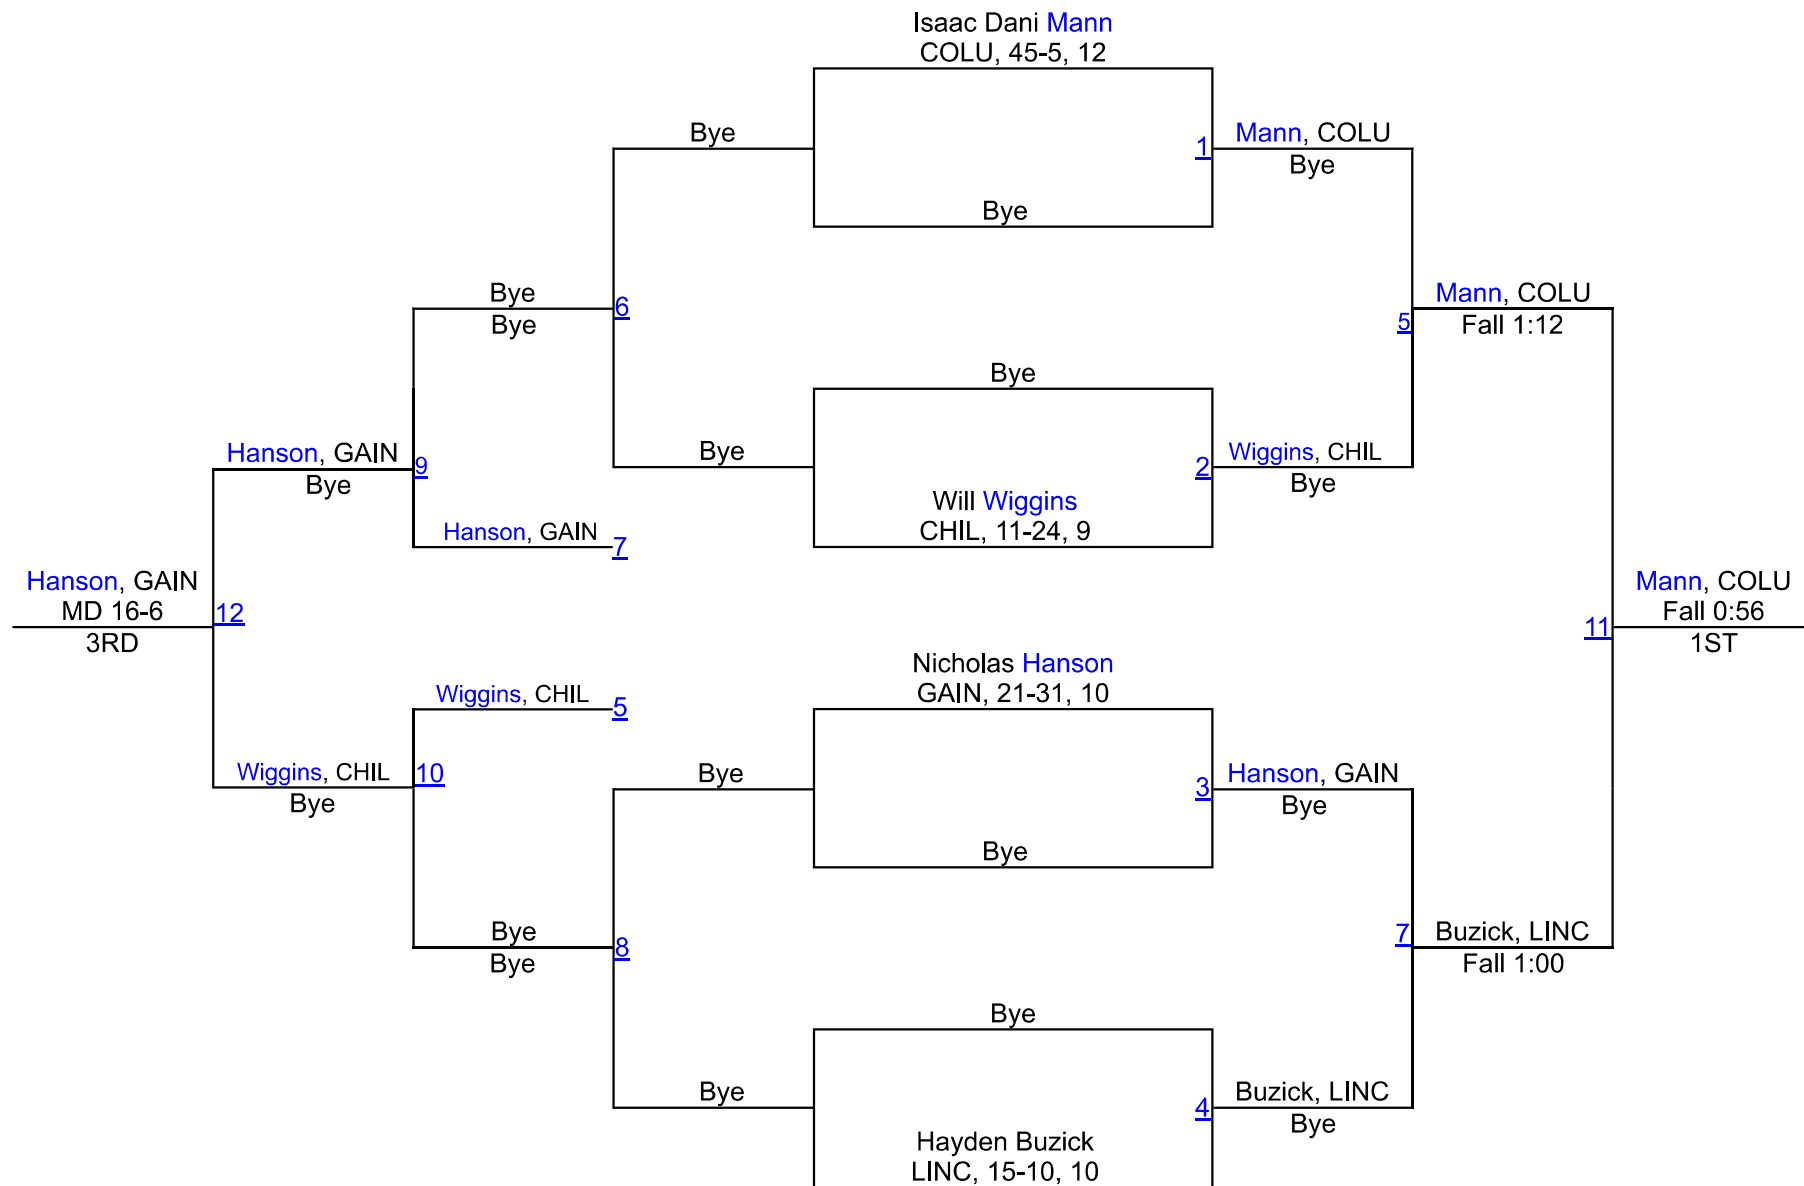 Isaac Dani Mann
COLU, 45-5, 12
Bye
1
Mann, COLU
Bye
Bye
Bye
Bye
6
Mann, COLU
Fall 1:12
5
Bye
Hanson, GAIN
Bye
9
Bye
2
Wiggins, CHIL
Bye
Will Wiggins
CHIL, 11-24, 9
Hanson, GAIN
7
Hanson, GAIN
MD 16-6
3RD
12
11
Mann, COLU
Fall 0:56
1ST
Nicholas Hanson
GAIN, 21-31, 10
Wiggins, CHIL
5
Wiggins, CHIL
Bye
10
Bye
3
Hanson, GAIN
Bye
Bye
Bye
Bye
8
7
Buzick, LINC
Fall 1:00
Bye
Bye
4
Buzick, LINC
Bye
Hayden Buzick
LINC, 15-10, 10